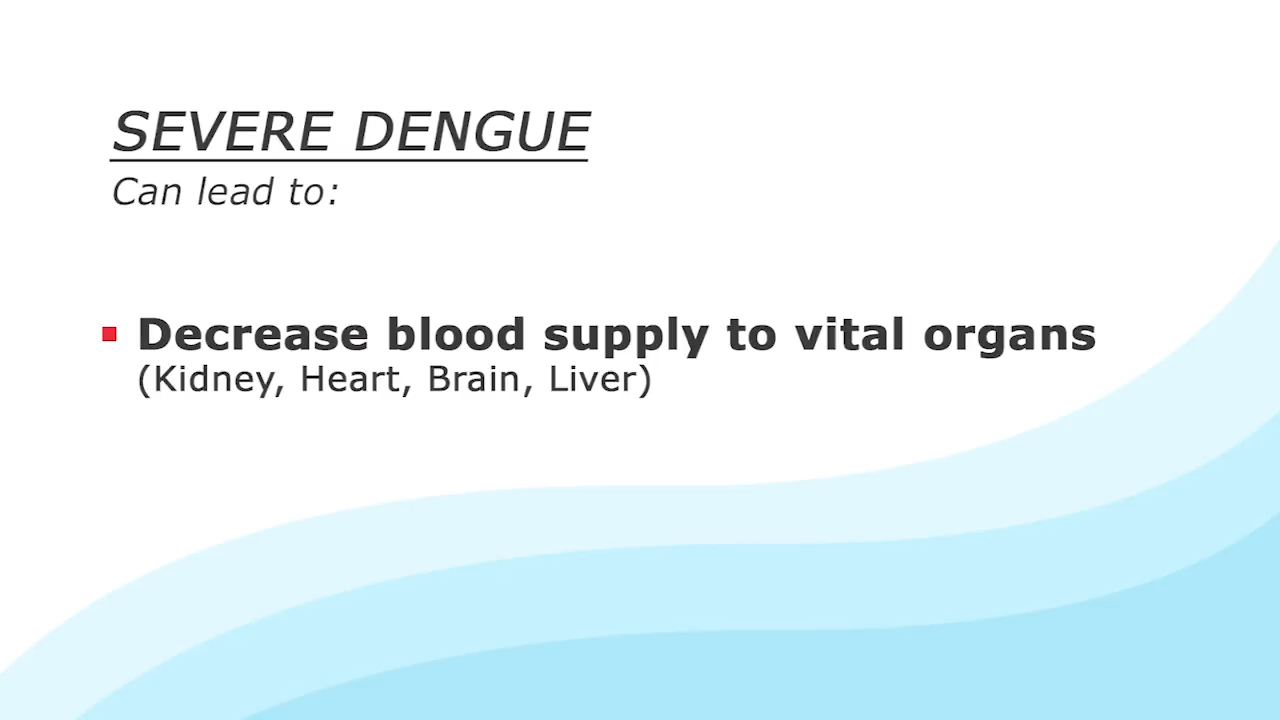 SEVERE DENGUE
Can lead to:
Decrease blood supply to vital organs
(Kidney, Heart, Brain, Liver)